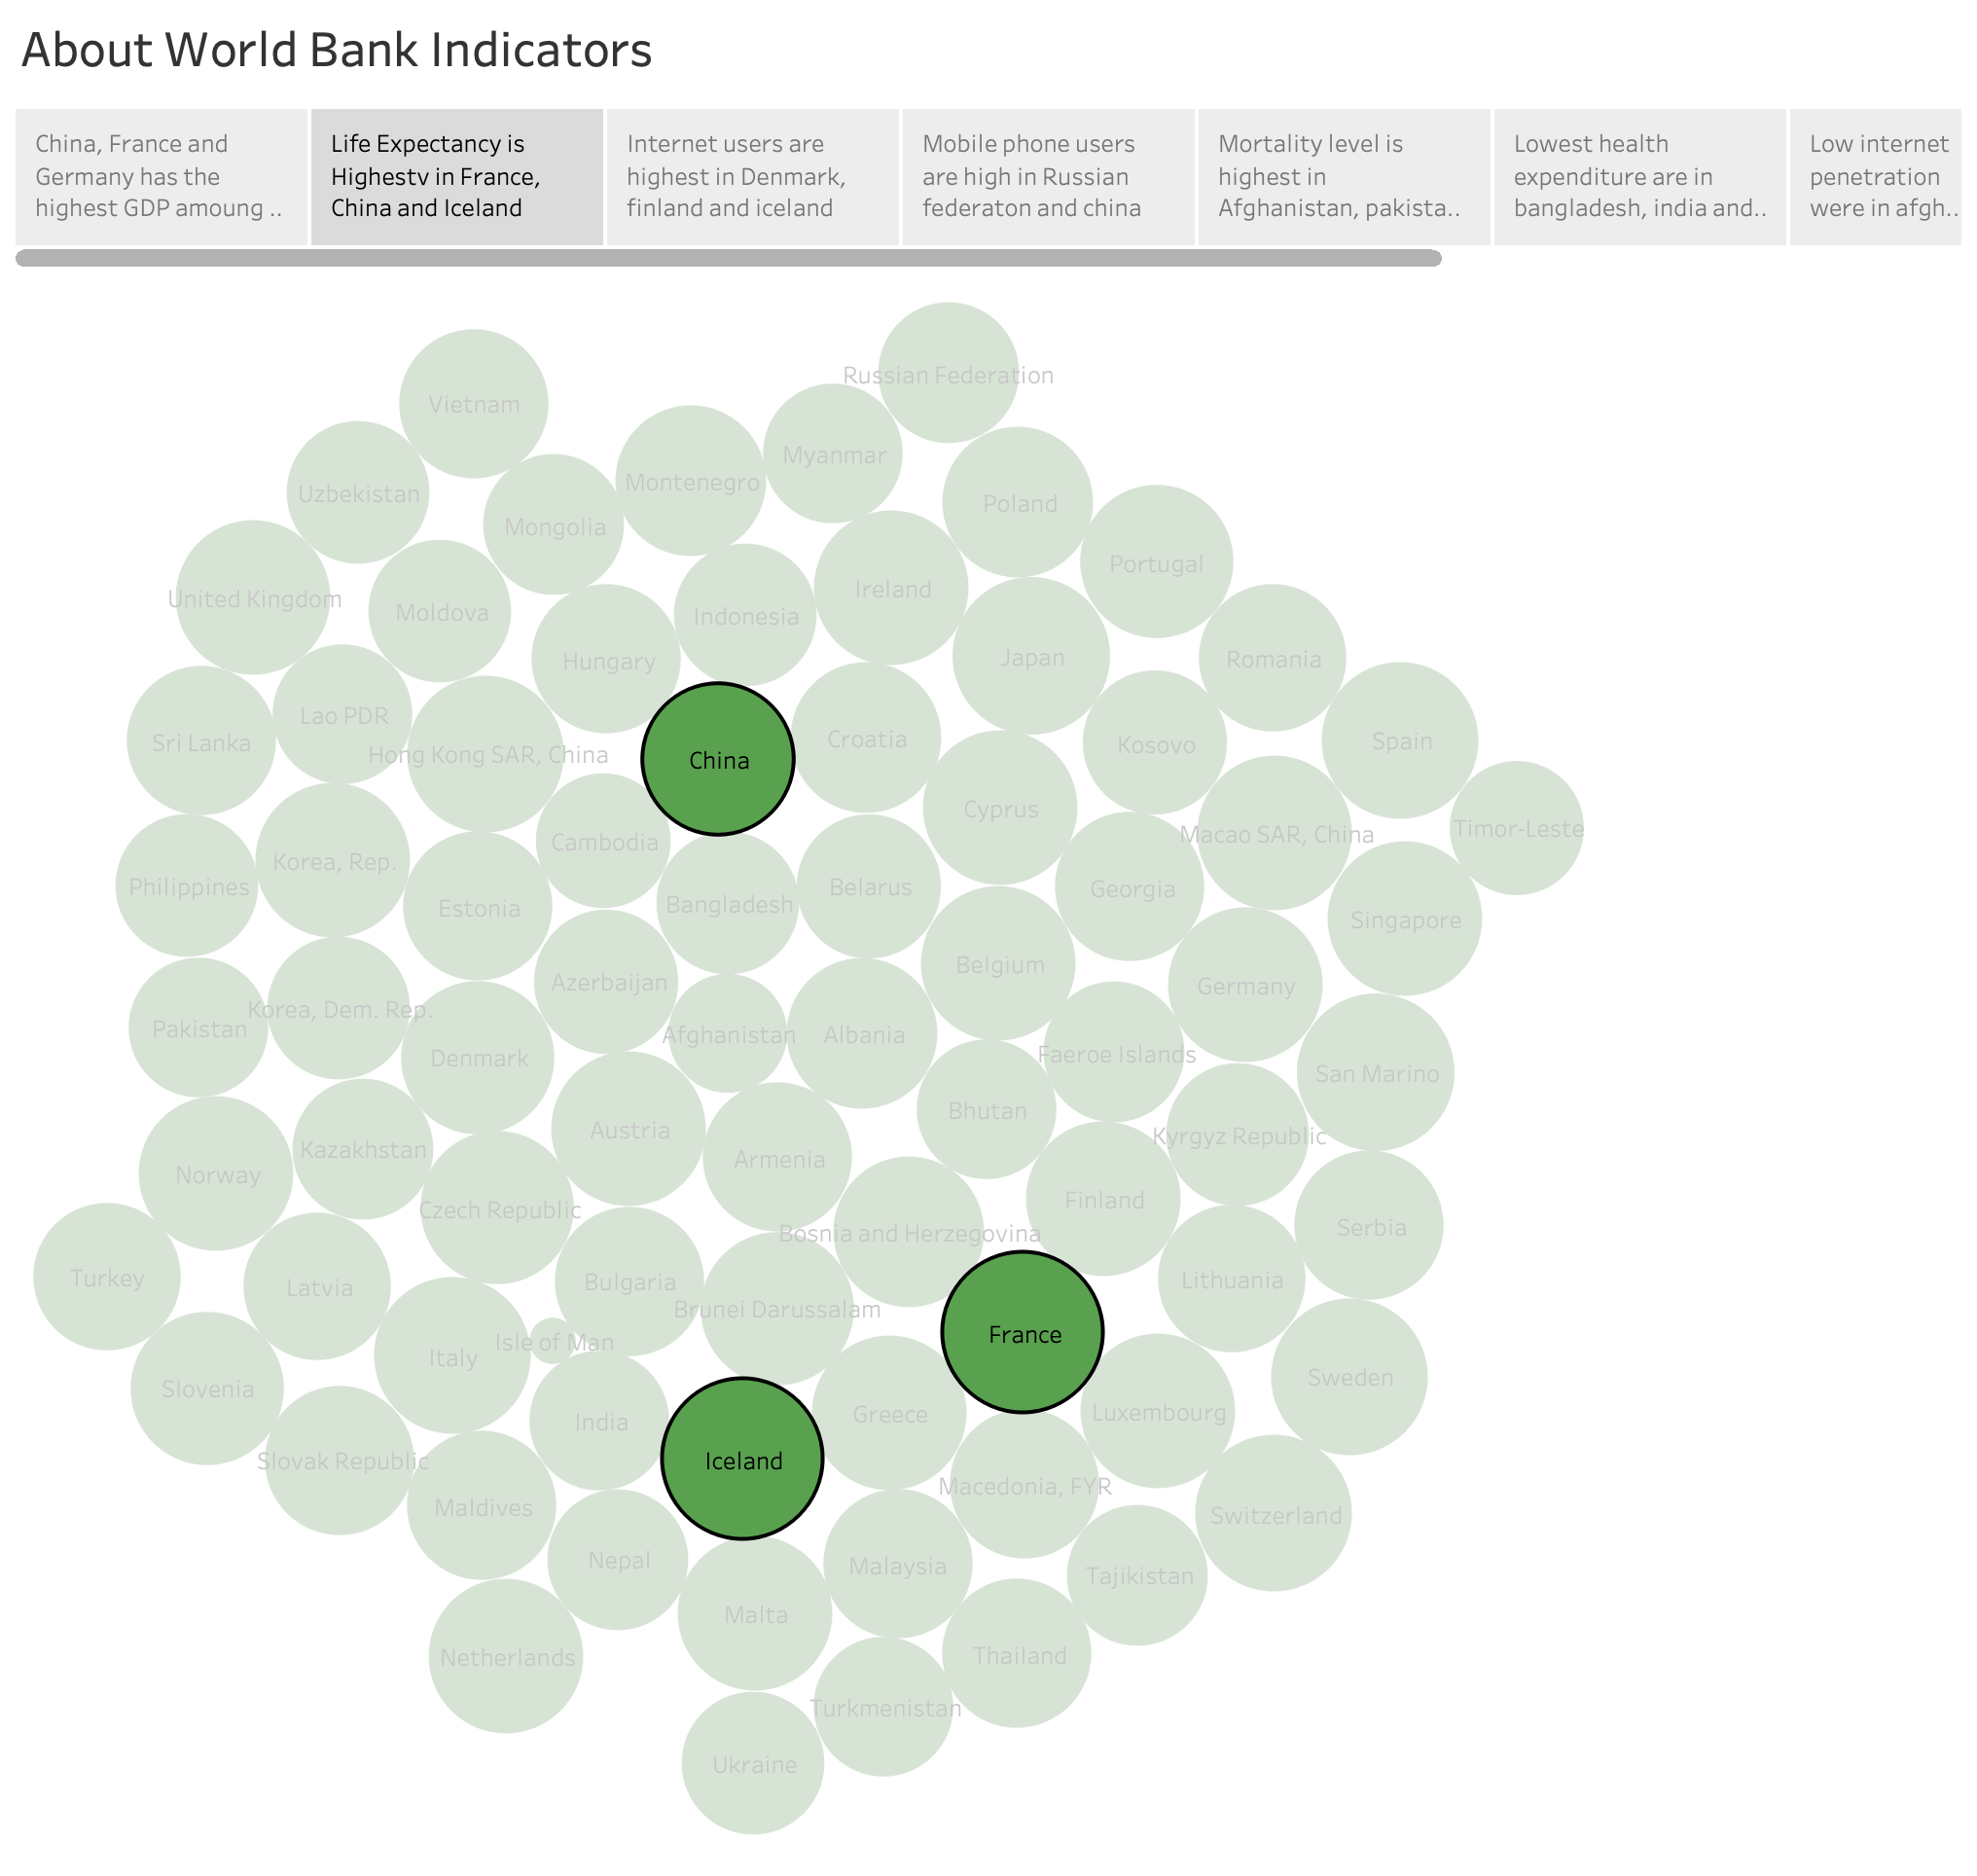 About World Bank Indicators
China, France and
Germany has the
highest GDP amoung ..
Life Expectancy is
Highestv in France,
China and Iceland
Internet users are
highest in Denmark,
finland and iceland
Mobile phone users
are high in Russian
federaton and china
Mortality level is
highest in
Afghanistan, pakista..
Lowest health
expenditure are in
bangladesh, india and..
Low internet
penetration
were in afgh..
Russian Federation
Vietnam
Myanmar
Montenegro
Uzbekistan
Poland
Mongolia
Portugal
Ireland
United Kingdom
Moldova
Indonesia
Japan
Hungary
Romania
Lao PDR
Sri Lanka
Hong Kong SAR, China
China
Croatia
Kosovo
Spain
Cyprus
Timor-Leste
Macao SAR, China
Cambodia
Korea, Rep.
Philippines
Estonia
Bangladesh
Belarus
Georgia
Singapore
Belgium
Azerbaijan
Germany
Korea, Dem. Rep.
Pakistan
Afghanistan
Albania
Denmark
Faeroe Islands
San Marino
Bhutan
Austria
Kyrgyz Republic
Kazakhstan
Armenia
Norway
Finland
Czech Republic
Serbia
Bosnia and Herzegovina
Turkey
Latvia
Bulgaria
Lithuania
Brunei Darussalam
France
Isle of Man
Italy
Sweden
Slovenia
India
Greece
Luxembourg
Slovak Republic
Iceland
Macedonia, FYR
Maldives
Switzerland
Nepal
Malaysia
Tajikistan
Malta
Netherlands
Thailand
Turkmenistan
Ukraine